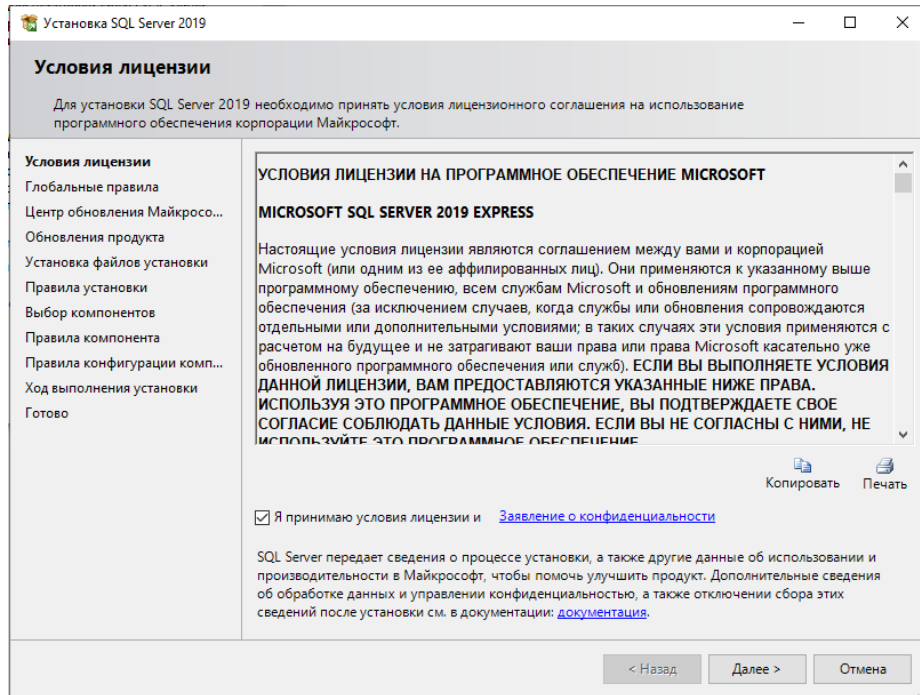 Установка SQL Server 2019
Условия лицензии
Для установки SQL Server 2019 необходимо принять условия лицензионного соглашения на использование
программного обеспечения корпорации Майкрософт.
Условия лицензии
Глобальные правила
Центр обновления Майкросо...
Обновления продукта
Установка файлов установки
Правила установки
Выбор компонентов
Правила компонента
Правила конфигурации комп...
Ход выполнения установки
Готово
УСЛОВИЯ ЛИЦЕНЗИИ НА ПРОГРАММНОЕ ОБЕСПЕЧЕНИЕ MICROSOFT
MICROSOFT SQL SERVER 2019 EXPRESS
Настоящие условия лицензии являются соглашением между вами и корпорацией
Microsoft (или одним из ее аффилированных лиц). Они применяются к указанному выше
программному обеспечению, всем службам Microsoft и обновлениям программного
обеспечения (за исключением случаев, когда службы или обновления сопровождаются
отдельными или дополнительными условиями; в таких случаях эти условия применяются с
расчетом на будущее и не затрагивают ваши права или права Microsoft касательно уже
обновленного программного обеспечения или служб). ЕСЛИ ВЫ ВЫПОЛНЯЕТЕ УСЛОВИЯ
ДАННОЙ ЛИЦЕНЗИИ, ВАМ ПРЕДОСТАВЛЯЮТСЯ УКАЗАННЫЕ НИЖЕ ПРАВА.
ИСПОЛЬЗУЯ ЭТО ПРОГРАММНОЕ ОБЕСПЕЧЕНИЕ, ВЫ ПОДТВЕРЖДАЕТЕ СВОЕ
СОГЛАСИЕ СОБЛЮДАТЬ ДАННЫЕ УСЛОВИЯ. ЕСЛИ ВЫ НЕ СОГЛАСНЫ С НИМИ, НЕ
ИСПОЛЬЗУЙТЕ ЭТО ПРОГРАММНОЕ ОБЕСПЕЧЕНИЕ.
Копировать
Печать
Я принимаю условия лицензии и Заявление о конфиденциальности
SQL Server передает сведения о процессе установки, а также другие данные об использовании и
производительности в Майкрософт, чтобы помочь улучшить продукт. Дополнительные сведения
об обработке данных и управлении конфиденциальностью, а также отключении сбора этих
сведений после установки см. в документации: документация.
< Назад
Далее >
Отмена